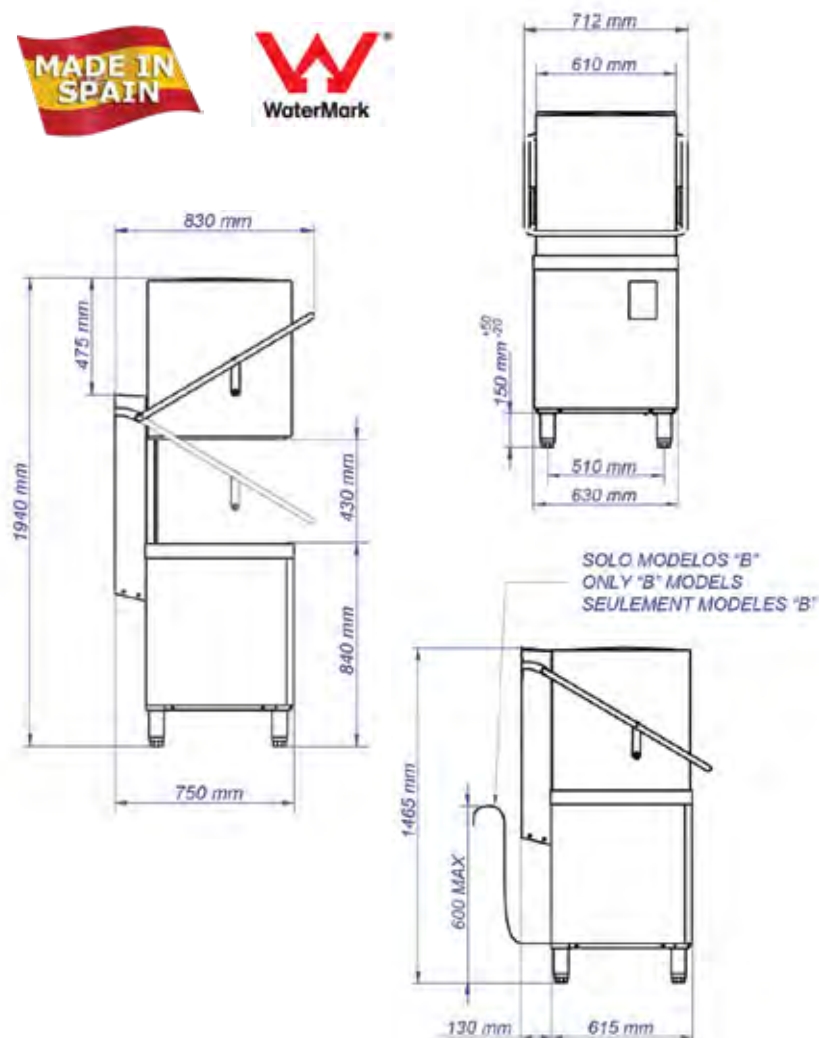 MADE IN
SPAIN
®
WaterMark
712 mm
610 mm
830 mm
475 mm
1940 mm
430 mm
840 mm
750 mm
150 mm +50 -20
510 mm
630 mm
SOLO MODELOS "B"
ONLY "B" MODELS
SEULEMENT MODELES "B"
1465 mm
600 MAX
130 mm
615 mm